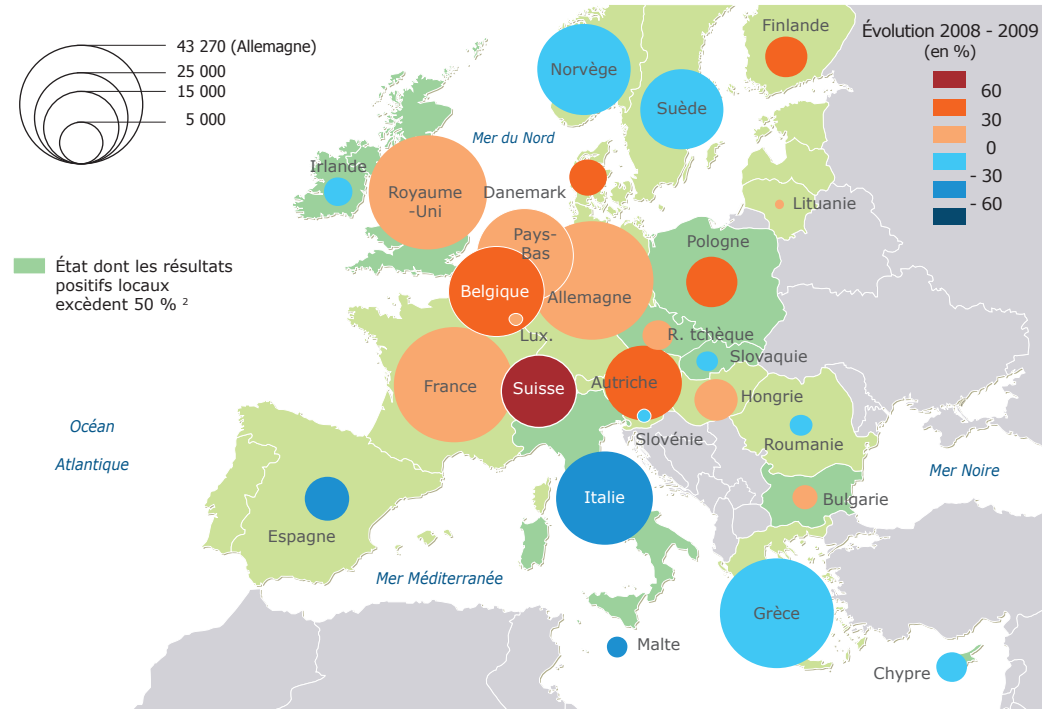 43 270 (Allemagne)
25 000
15 000
5 000
Évolution 2008 - 2009
(en %)
60
30
0
- 30
- 60
Finlande
Norvège
Suède
Mer du Nord
Irlande
Royaume
-Uni
Danemark
Lituanie
Pays-
Bas
Pologne
État dont les résultats
positifs locaux
excèdent 50 % ²
Belgique
Allemagne
Lux.
R. tchèque
Slovaquie
France
Suisse
Autriche
Hongrie
Océan
Atlantique
Slovénie
Roumanie
Mer Noire
Italie
Bulgarie
Espagne
Mer Méditerranée
Grèce
Malte
Chypre